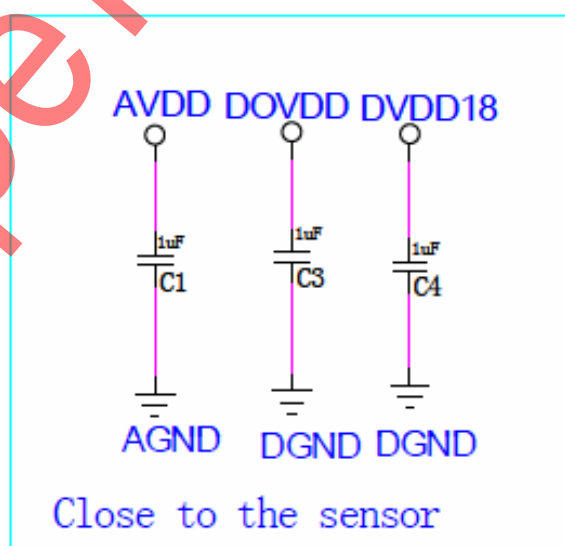 AVDD DOVDD DVDD18
1uF 1uF 1uF
C1 C3 C4
AGND DGND DGND
Close to the sensor